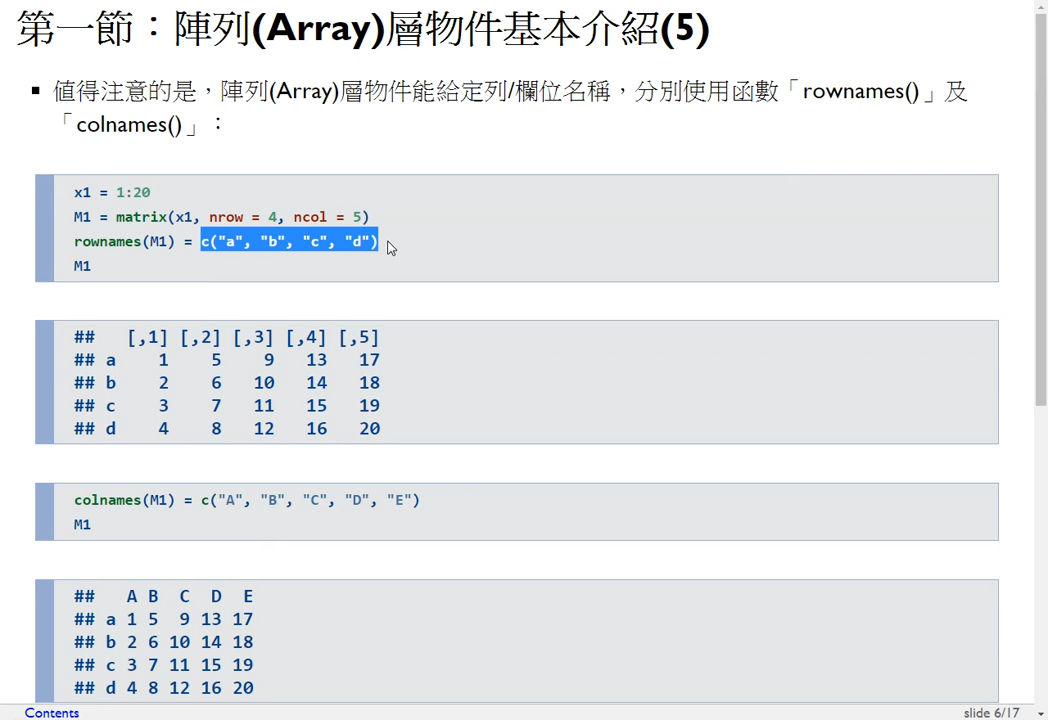 第一節：陣列(Array)層物件基本介紹(5)
▪ 值得注意的是，陣列(Array)層物件能給定列/欄位名稱，分別使用函數「rownames()」及
「colnames()」：
x1 = 1:20
M1 = matrix(x1, nrow = 4, ncol = 5)
rownames(M1) = c("a", "b", "c", "d")
M1
##   [,1] [,2] [,3] [,4] [,5]
## a    1    5    9   13   17
## b    2    6   10   14   18
## c    3    7   11   15   19
## d    4    8   12   16   20
colnames(M1) = c("A", "B", "C", "D", "E")
M1
##   A B  C  D  E
## a 1 5  9 13 17
## b 2 6 10 14 18
## c 3 7 11 15 19
## d 4 8 12 16 20
Contents
slide 6/17